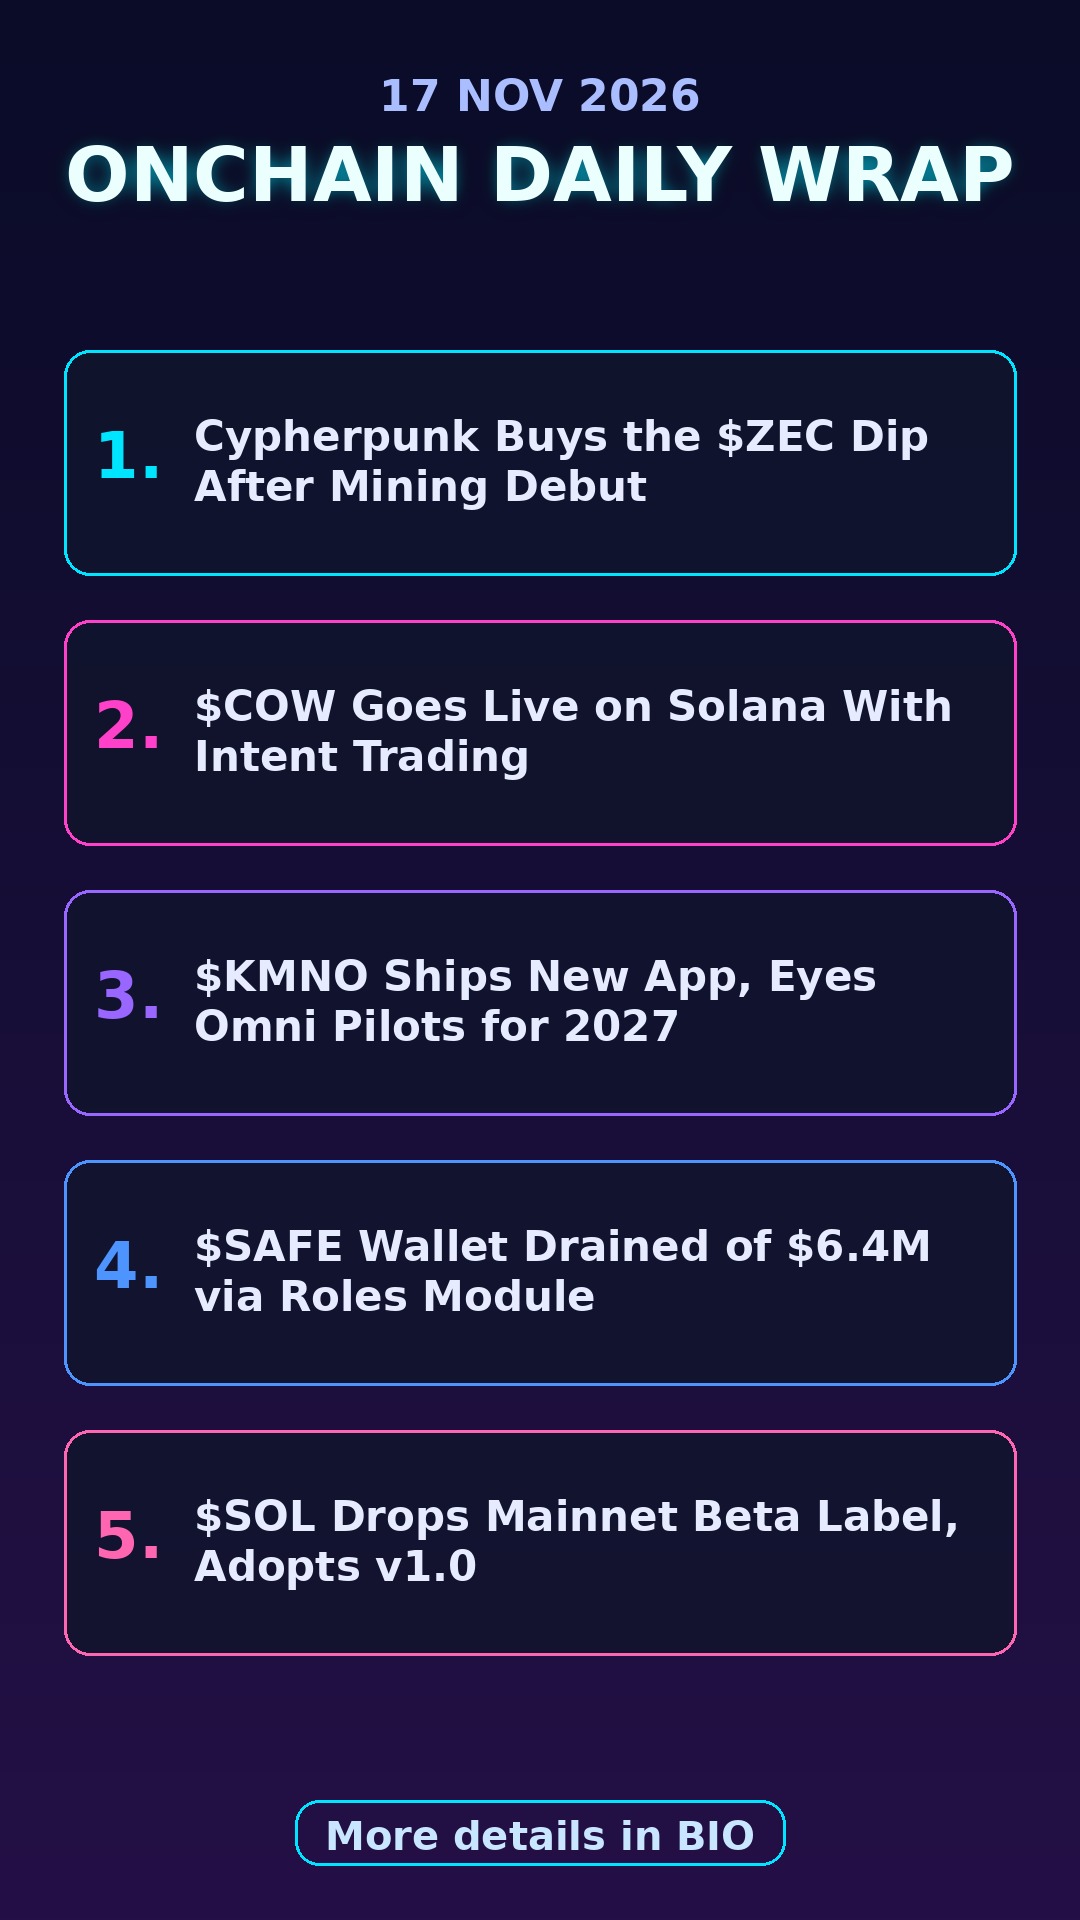 17 NOV 2026
ONCHAIN DAILY WRAP
1. Cypherpunk Buys the $ZEC Dip
After Mining Debut
2. $COW Goes Live on Solana With
Intent Trading
3. $KMNO Ships New App, Eyes
Omni Pilots for 2027
4. $SAFE Wallet Drained of $6.4M
via Roles Module
5. $SOL Drops Mainnet Beta Label,
Adopts v1.0
More details in BIO